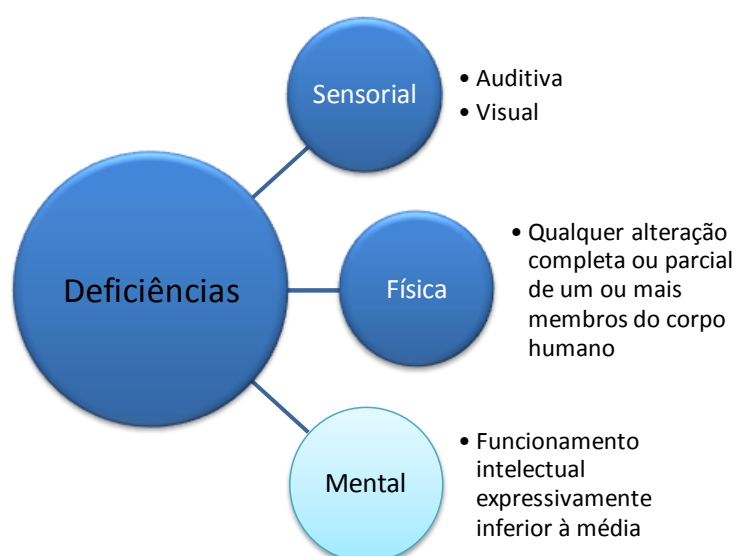 Deficiências
Sensorial
• Auditiva
• Visual
Física
• Qualquer alteração
completa ou parcial
de um ou mais
membros do corpo
humano
Mental
• Funcionamento
intelectual
expressivamente
inferior à média